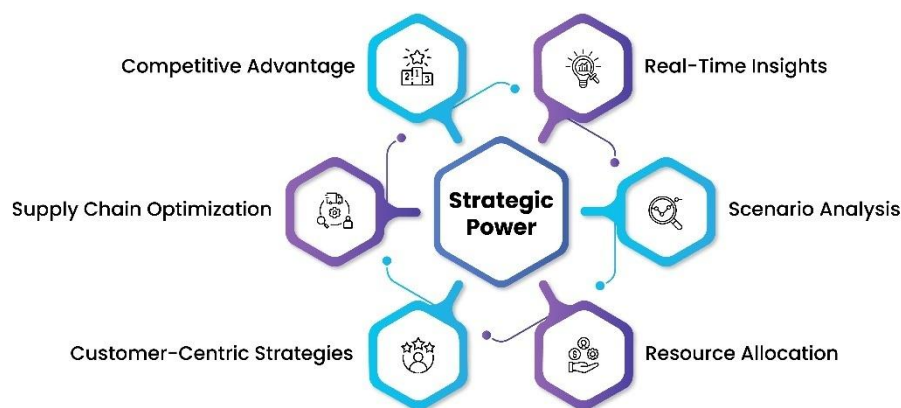 Competitive Advantage
Real-Time Insights
Supply Chain Optimization
Strategic
Power
Scenario Analysis
Customer-Centric Strategies
Resource Allocation